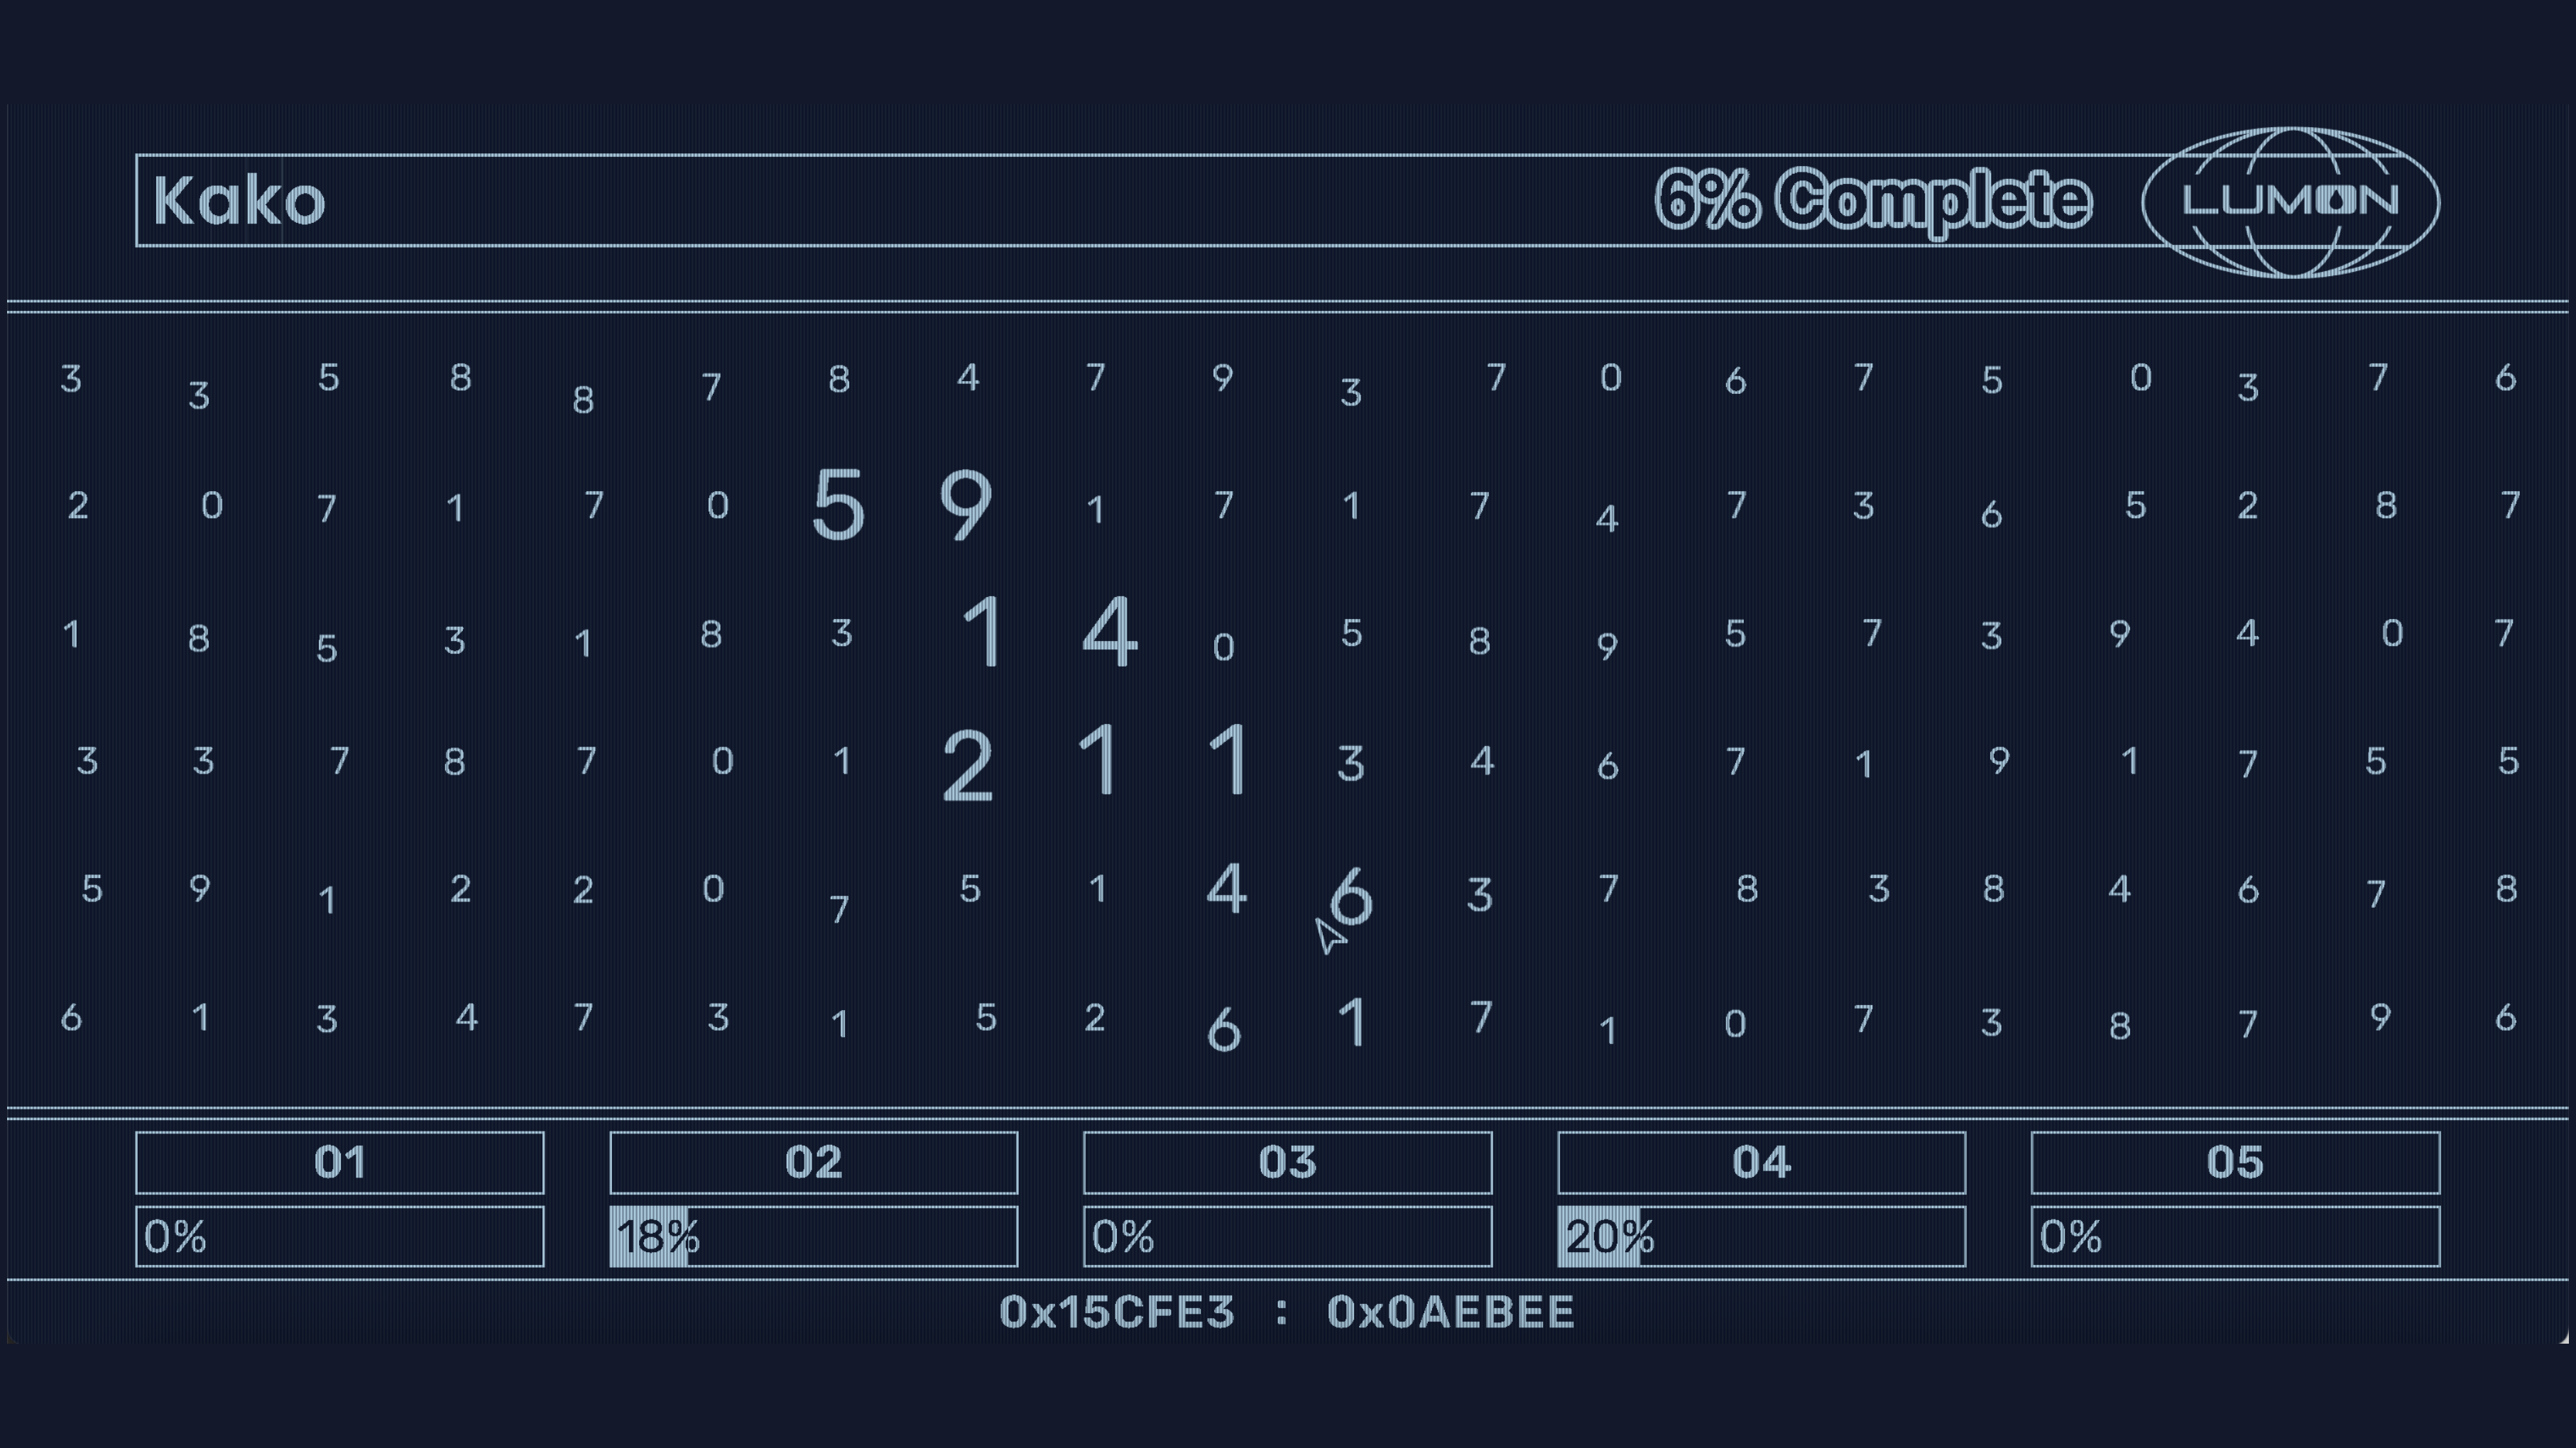 Kako 6% Complete LUMON
3 3 5 8 8 7 8 4 7 9 3 7 0 6 7 5 0 3 7 6
2 0 7 1 7 0 5 9 1 7 1 7 4 7 3 6 5 2 8 7
1 8 5 3 1 8 3 1 4 0 5 8 9 5 7 3 9 4 0 7
3 3 7 8 7 0 1 2 1 1 3 4 6 7 1 9 1 7 5 5
5 9 1 2 2 0 7 5 1 4 6 3 7 8 3 8 4 6 7 8
6 1 3 4 7 3 1 5 2 6 1 7 1 0 7 3 8 7 9 6
01 02 03 04 05
0% 18% 0% 20% 0%
0x15CFE3 : 0x0AEBEE